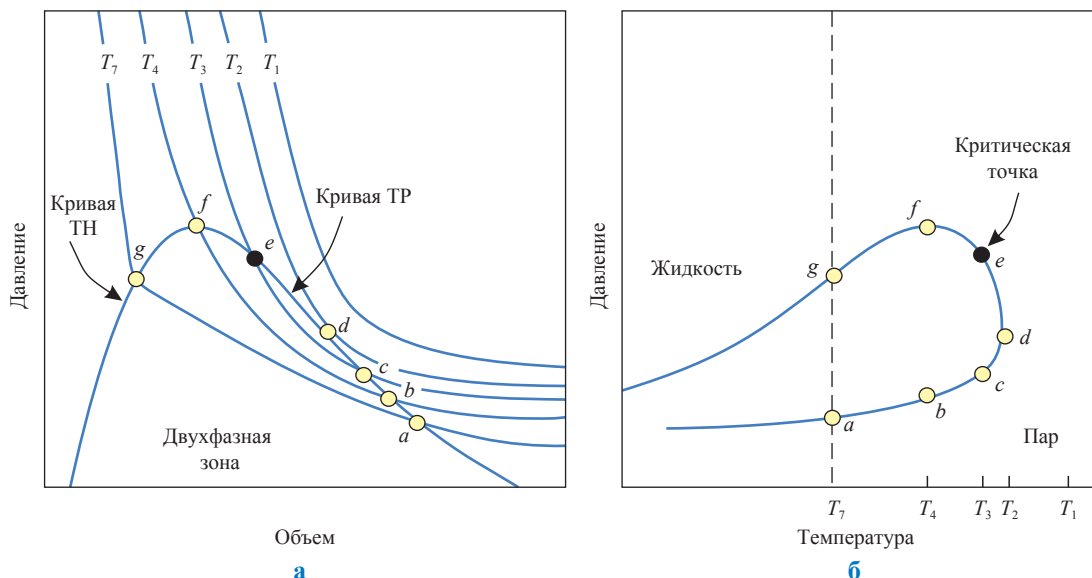 T₇ T₄ T₃ T₂ T₁
Кривая
ТН
Кривая ТР
g
f
e
d
c
b
a
Двухфазная
зона
Давление
Объем
а
Критическая
точка
Жидкость
f
e
g
d
c
b
a
Пар
Давление
T₇ T₄ T₃ T₂ T₁
Температура
б